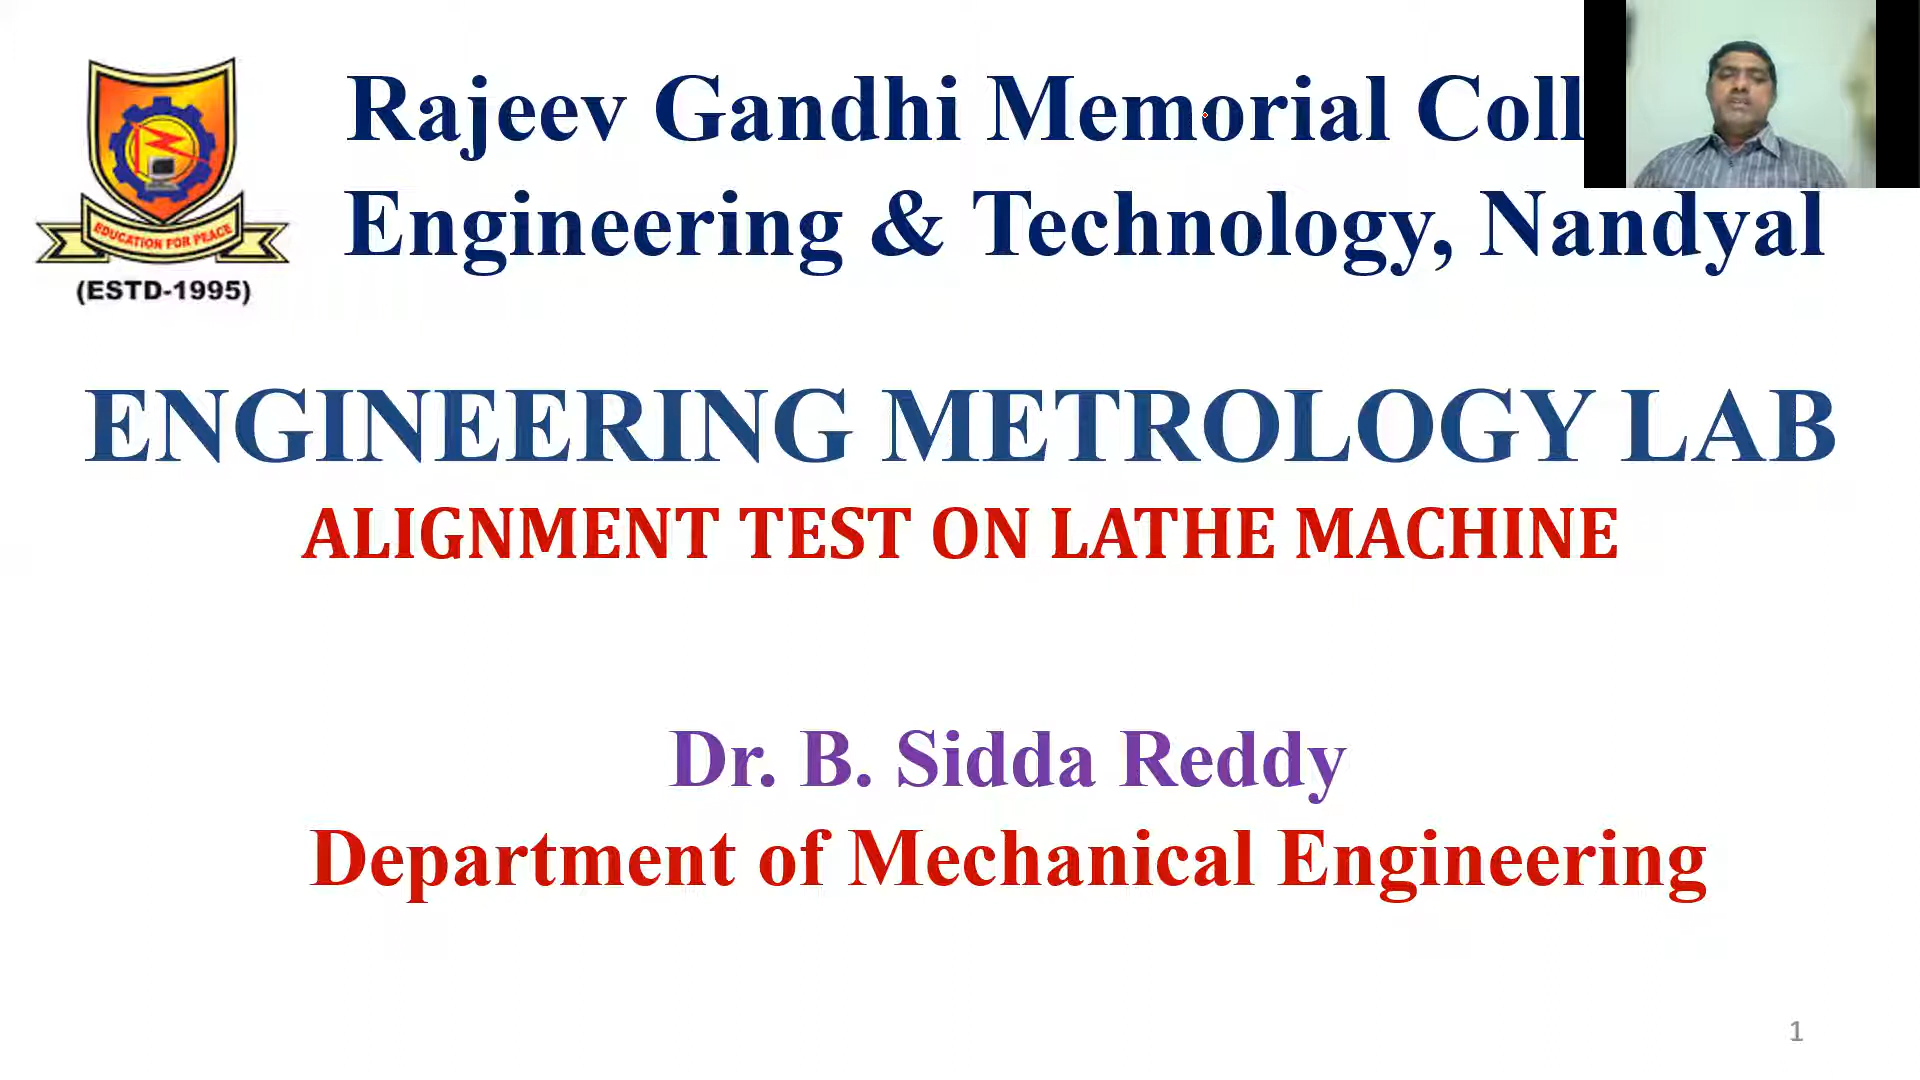 Rajeev Gandhi Memorial Coll
Engineering & Technology, Nandyal
EDUCATION FOR PEACE
(ESTD-1995)
ENGINEERING METROLOGY LAB
ALIGNMENT TEST ON LATHE MACHINE
Dr. B. Sidda Reddy
Department of Mechanical Engineering
1